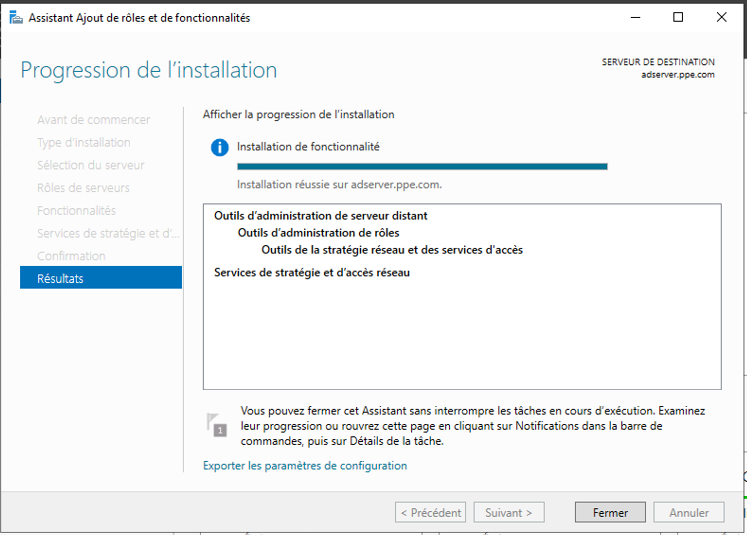 Assistant Ajout de rôles et de fonctionnalités
Progression de l'installation
SERVEUR DE DESTINATION
adserver.ppe.com
Avant de commencer
Type d'installation
Sélection du serveur
Rôles de serveurs
Fonctionnalités
Services de stratégie et d'...
Confirmation
Résultats
Afficher la progression de l'installation
Installation de fonctionnalité
Installation réussie sur adserver.ppe.com.
Outils d'administration de serveur distant
Outils d'administration de rôles
Outils de la stratégie réseau et des services d'accès
Services de stratégie et d'accès réseau
1
Vous pouvez fermer cet Assistant sans interrompre les tâches en cours d'exécution. Examinez
leur progression ou rouvrez cette page en cliquant sur Notifications dans la barre de
commandes, puis sur Détails de la tâche.
Exporter les paramètres de configuration
< Précédent
Suivant >
Fermer
Annuler